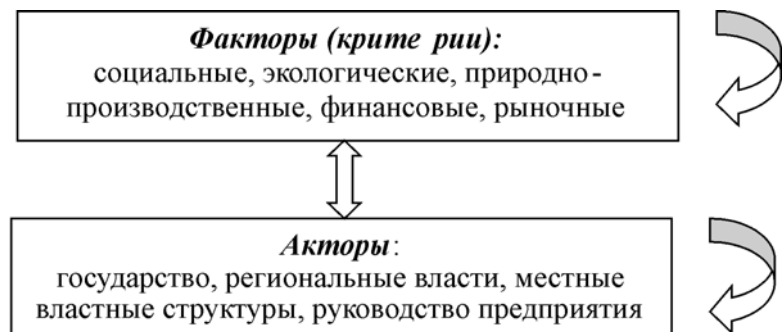 Факторы (крите рии):
социальные, экологические, природно-
производственные, финансовые, рыночные
Акторы:
государство, региональные власти, местные
властные структуры, руководство предприятия